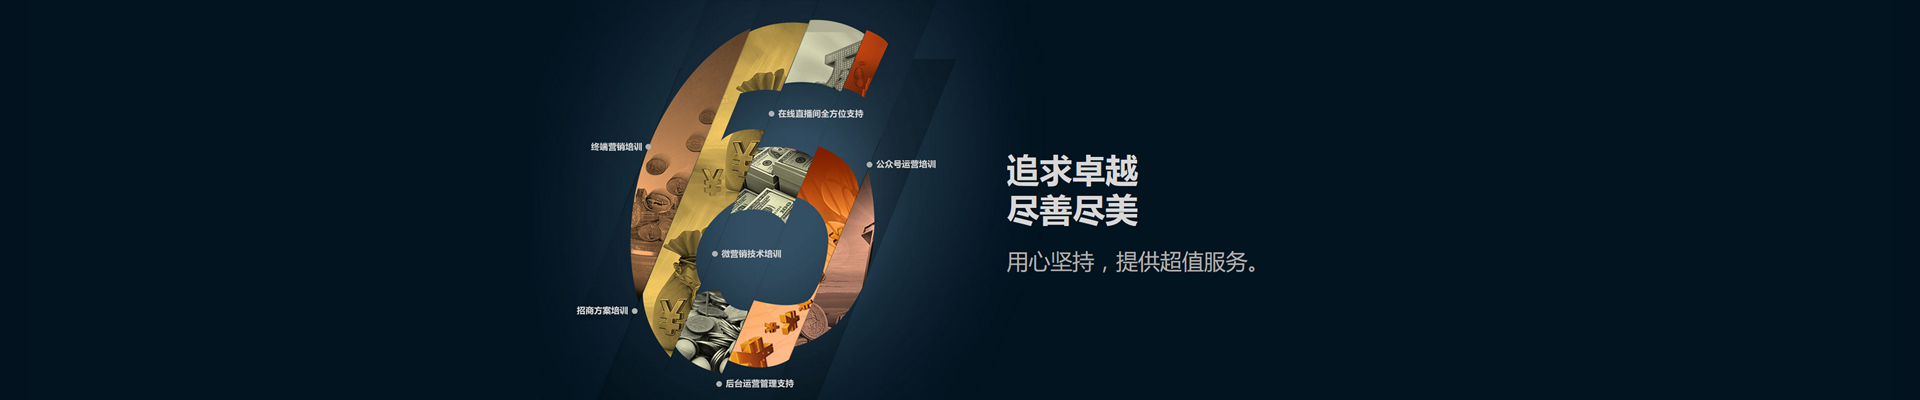 6
在线直播间全方位支持
终端营销培训
公众号运营培训
微营销技术培训
招商方案培训
后台运营管理支持
追求卓越
尽善尽美
用心坚持，提供超值服务。